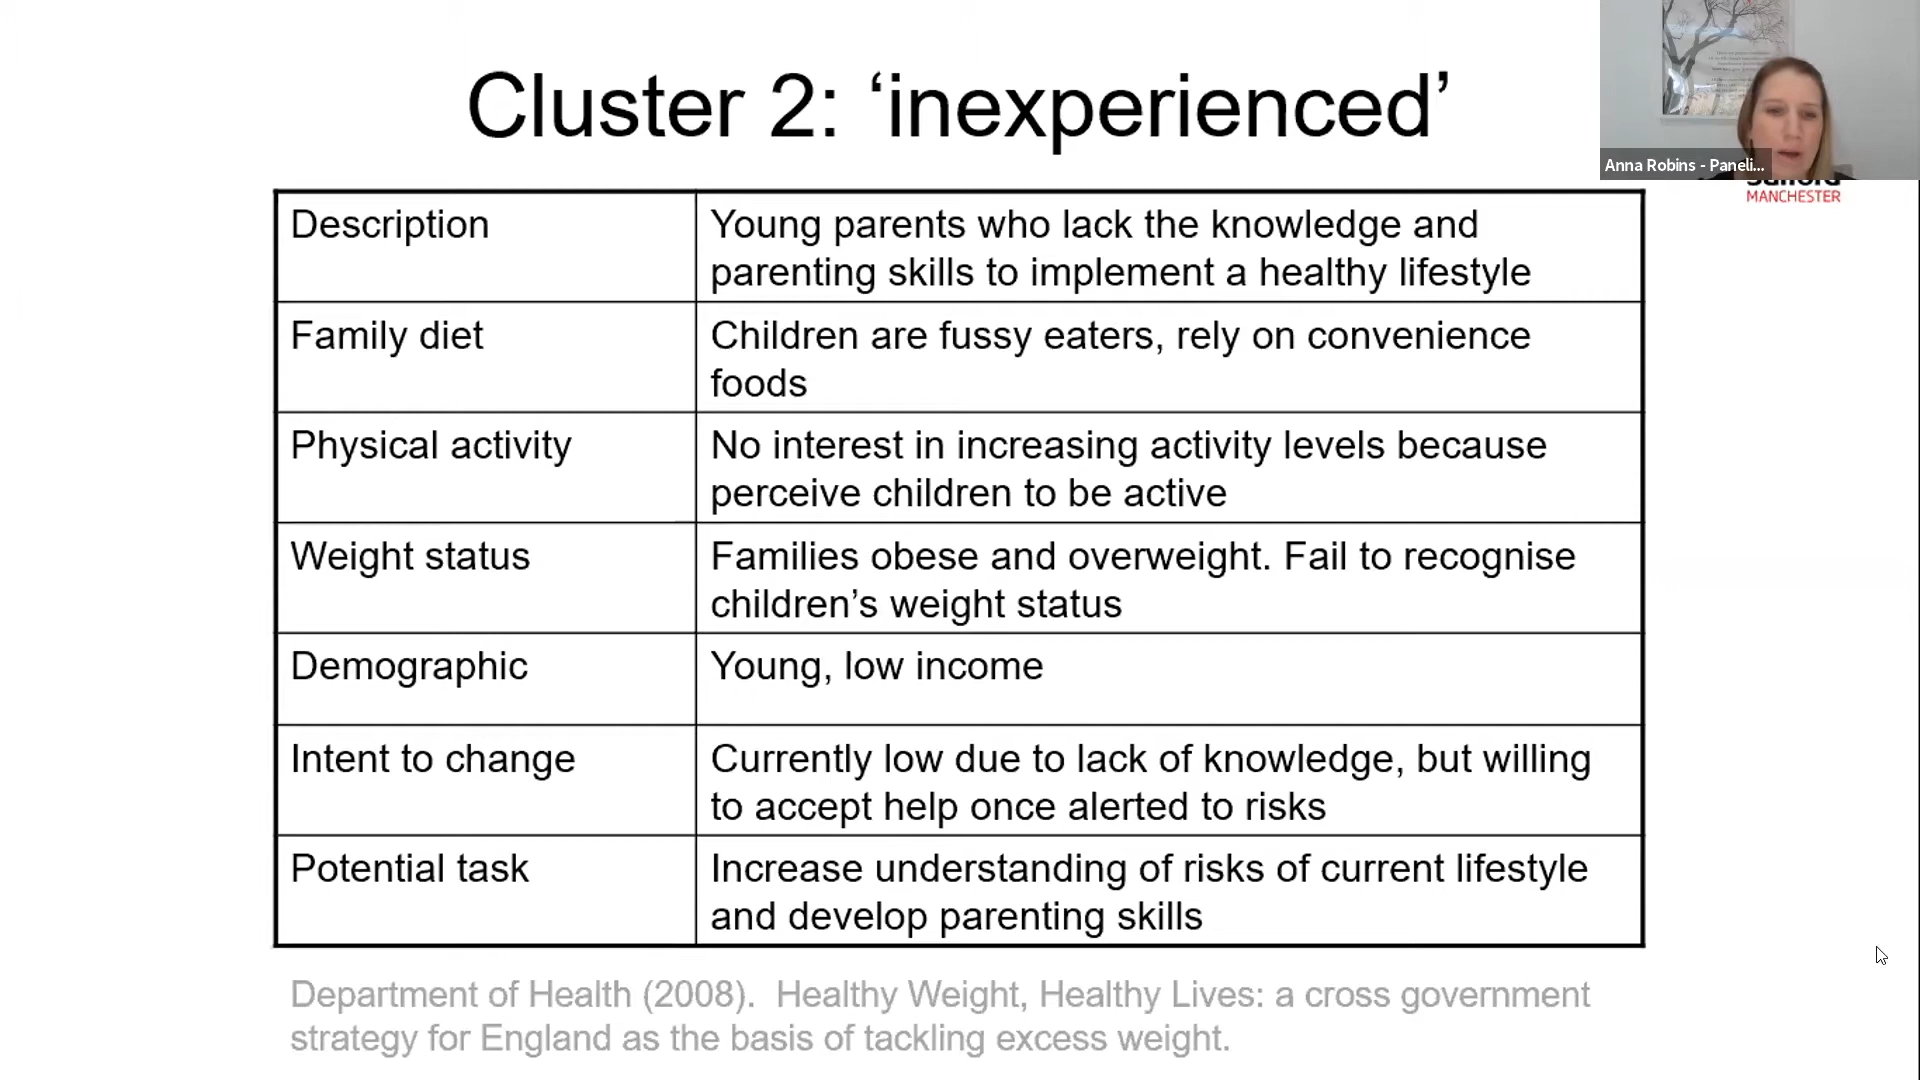 Cluster 2: ‘inexperienced’
Anna Robins - Paneli...
MANCHESTER
Description
Young parents who lack the knowledge and
parenting skills to implement a healthy lifestyle
Family diet
Children are fussy eaters, rely on convenience
foods
Physical activity
No interest in increasing activity levels because
perceive children to be active
Weight status
Families obese and overweight. Fail to recognise
children’s weight status
Demographic
Young, low income
Intent to change
Currently low due to lack of knowledge, but willing
to accept help once alerted to risks
Potential task
Increase understanding of risks of current lifestyle
and develop parenting skills
Department of Health (2008).  Healthy Weight, Healthy Lives: a cross government
strategy for England as the basis of tackling excess weight.